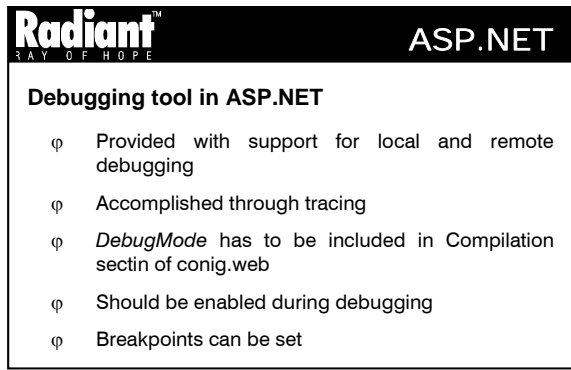 Radiant™
RAY OF HOPE
ASP.NET
Debugging tool in ASP.NET
φ Provided with support for local and remote
debugging
φ Accomplished through tracing
φ DebugMode has to be included in Compilation
sectin of conig.web
φ Should be enabled during debugging
φ Breakpoints can be set